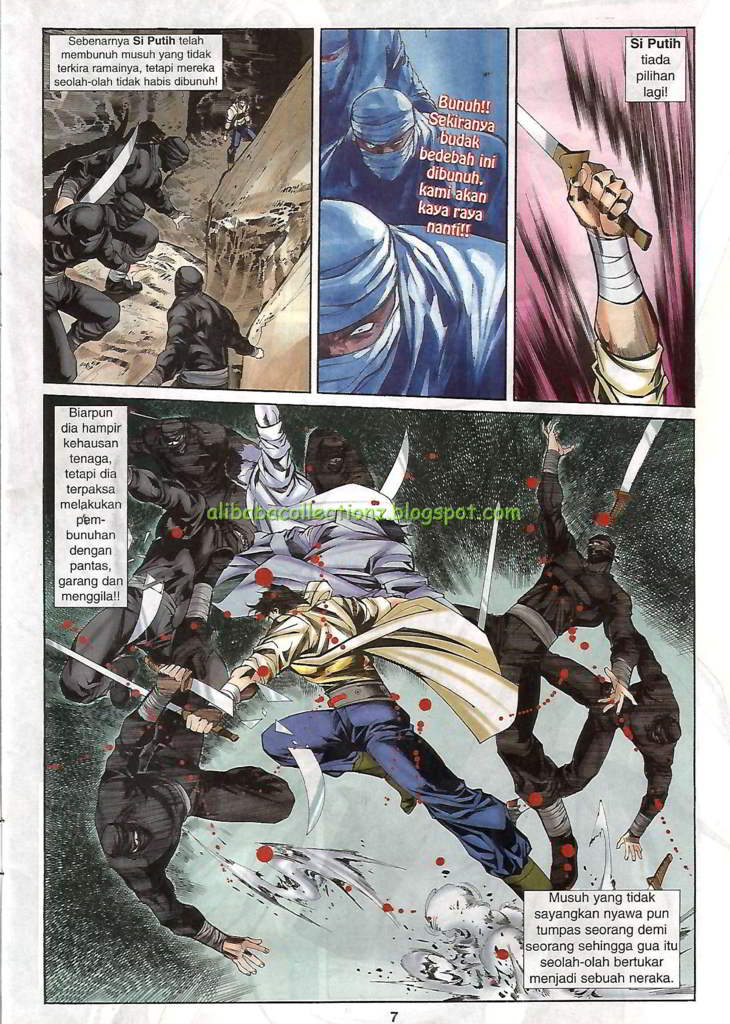 Sebenarnya Si Putih telah
membunuh musuh yang tidak
terkira ramainya, tetapi mereka
seolah-olah tidak habis dibunuh!
Bunuh!!
Sekiranya
budak
bedebah ini
dibunuh,
kami akan
kaya raya
nanti!!
Si Putih
tiada
pilihan
lagi!
Biarpun
dia hampir
kehausan
tenaga,
tetapi dia
terpaksa
melakukan
pem-
bunuhan
dengan
pantas,
garang dan
menggila!!
alibabacollectionz.blogspot.com
Musuh yang tidak
sayangkan nyawa pun
tumpas seorang demi
seorang sehingga gua itu
seolah-olah bertukar
menjadi sebuah neraka.
7